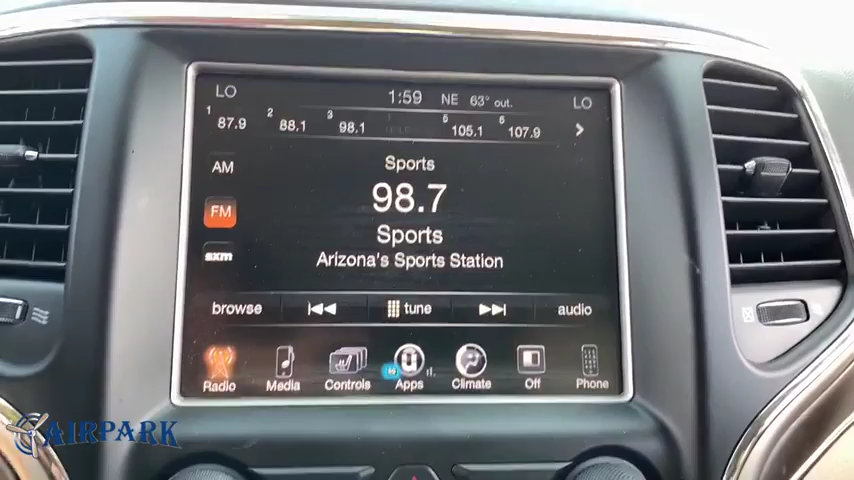 LO 1:59 NE 63° out. LO
1 87.9 2 88.1 3 98.1 5 105.1 6 107.9
AM
FM
sxm
Sports
98.7
Sports
Arizona's Sports Station
browse tune audio
Radio Media Controls Apps Climate Off Phone
AIRPARK